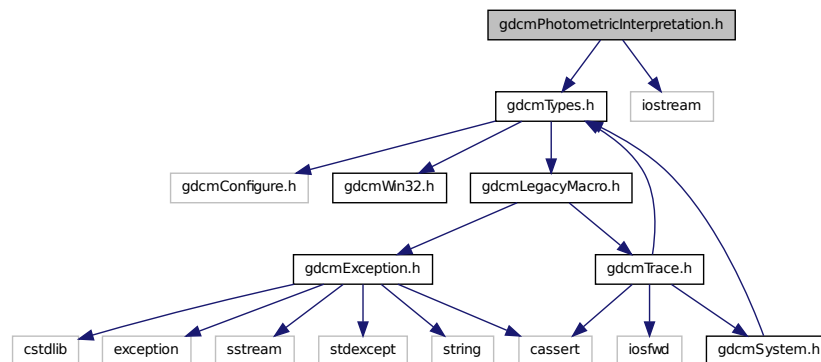 gdcmPhotometricInterpretation.h
gdcmTypes.h
iostream
gdcmConfigure.h
gdcmWin32.h
gdcmLegacyMacro.h
gdcmException.h
gdcmTrace.h
cstdlib
exception
sstream
stdexcept
string
cassert
iosfwd
gdcmSystem.h